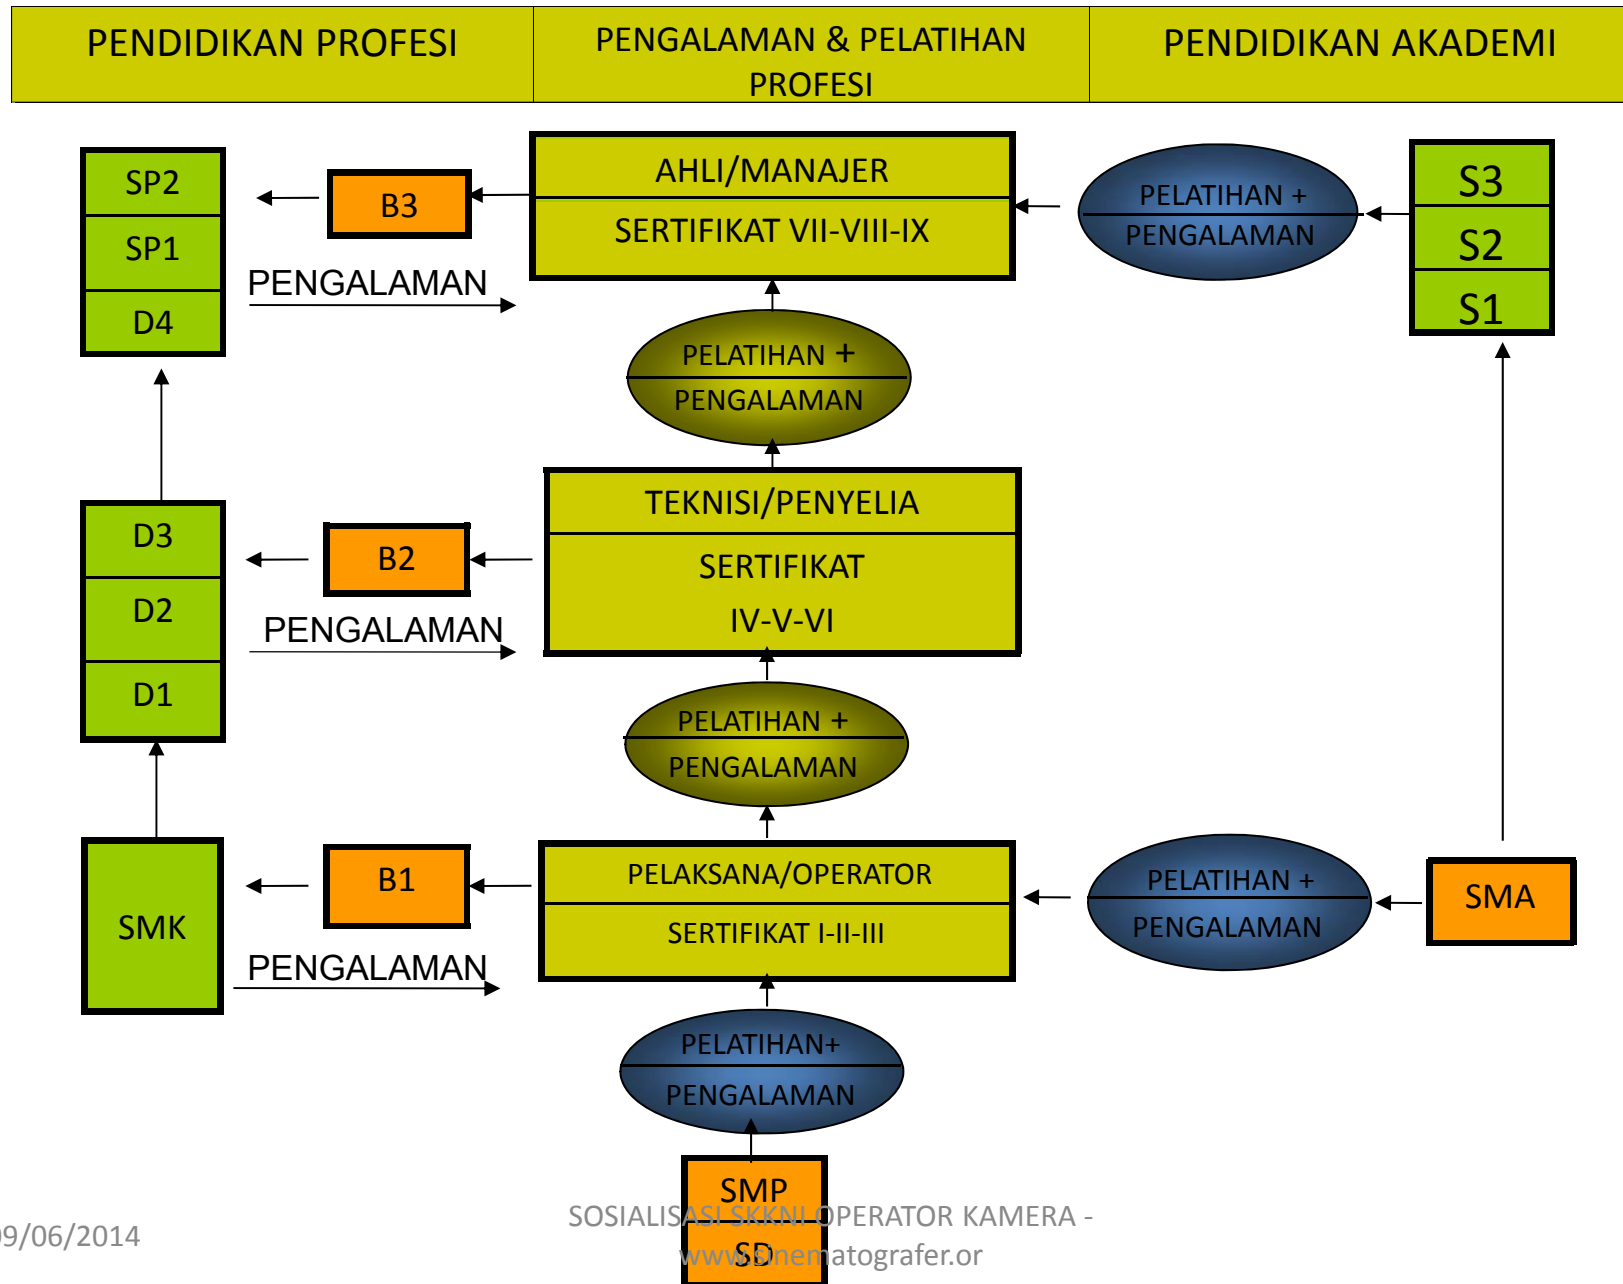 PENDIDIKAN PROFESI
PENGALAMAN & PELATIHAN
PROFESI
PENDIDIKAN AKADEMI
SP2
SP1
D4
B3
PENGALAMAN
AHLI/MANAJER
SERTIFIKAT VII-VIII-IX
PELATIHAN +
PENGALAMAN
S3
S2
S1
PELATIHAN +
PENGALAMAN
D3
D2
D1
B2
PENGALAMAN
TEKNISI/PENYELIA
SERTIFIKAT
IV-V-VI
PELATIHAN +
PENGALAMAN
SMK
B1
PENGALAMAN
PELAKSANA/OPERATOR
SERTIFIKAT I-II-III
PELATIHAN +
PENGALAMAN
SMA
PELATIHAN+
PENGALAMAN
SMP
SD
09/06/2014
SOSIALISASI SKKNI OPERATOR KAMERA -
www.sinematografer.or